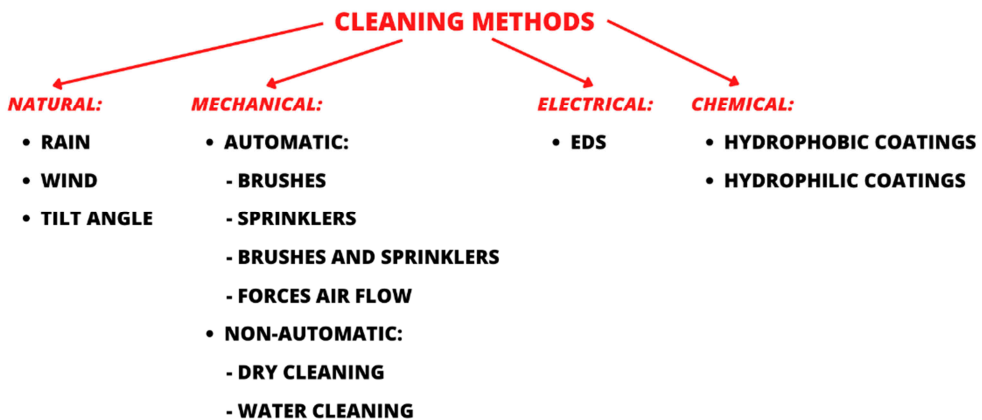 CLEANING METHODS
NATURAL:
• RAIN
• WIND
• TILT ANGLE
MECHANICAL:
• AUTOMATIC:
- BRUSHES
- SPRINKLERS
- BRUSHES AND SPRINKLERS
- FORCES AIR FLOW
• NON-AUTOMATIC:
- DRY CLEANING
- WATER CLEANING
ELECTRICAL:
• EDS
CHEMICAL:
• HYDROPHOBIC COATINGS
• HYDROPHILIC COATINGS